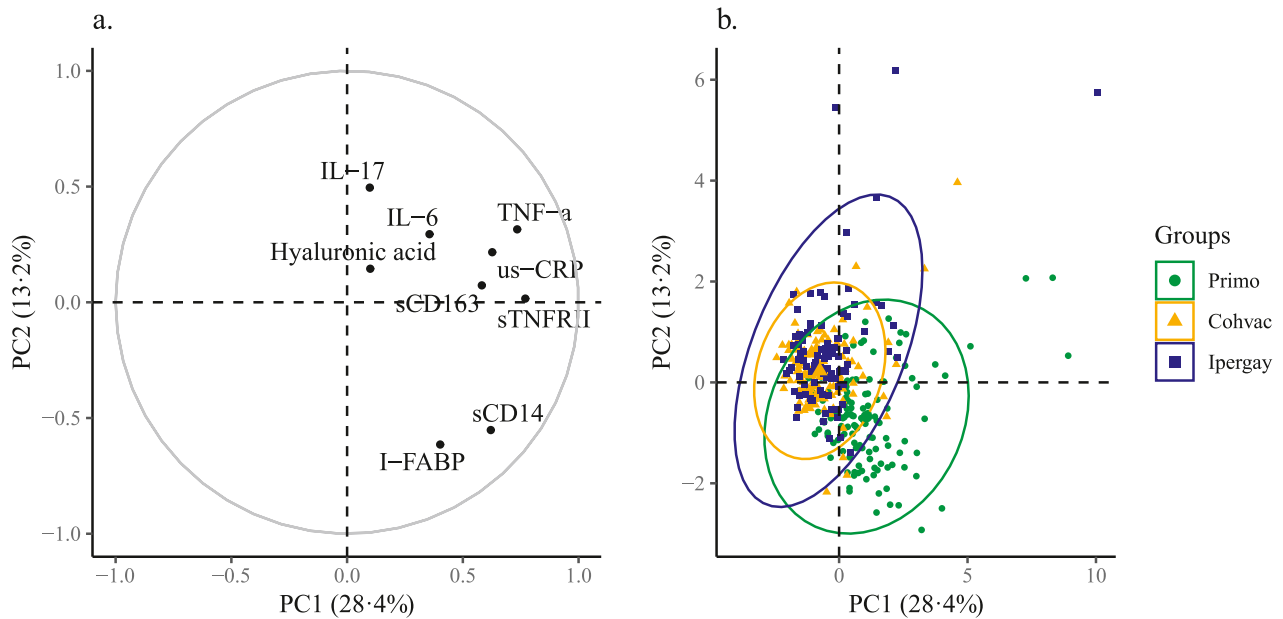 a.
1.0
0.5
0.0
−0.5
−1.0
−1.0
−0.5
0.0
0.5
1.0
PC2 (13·2%)
PC1 (28·4%)
IL−17
IL−6
TNF−a
Hyaluronic acid
us−CRP
sCD163
sTNFRII
sCD14
I−FABP
b.
6
4
2
0
−2
0
5
10
PC2 (13·2%)
PC1 (28·4%)
Groups
Primo
Cohvac
Ipergay